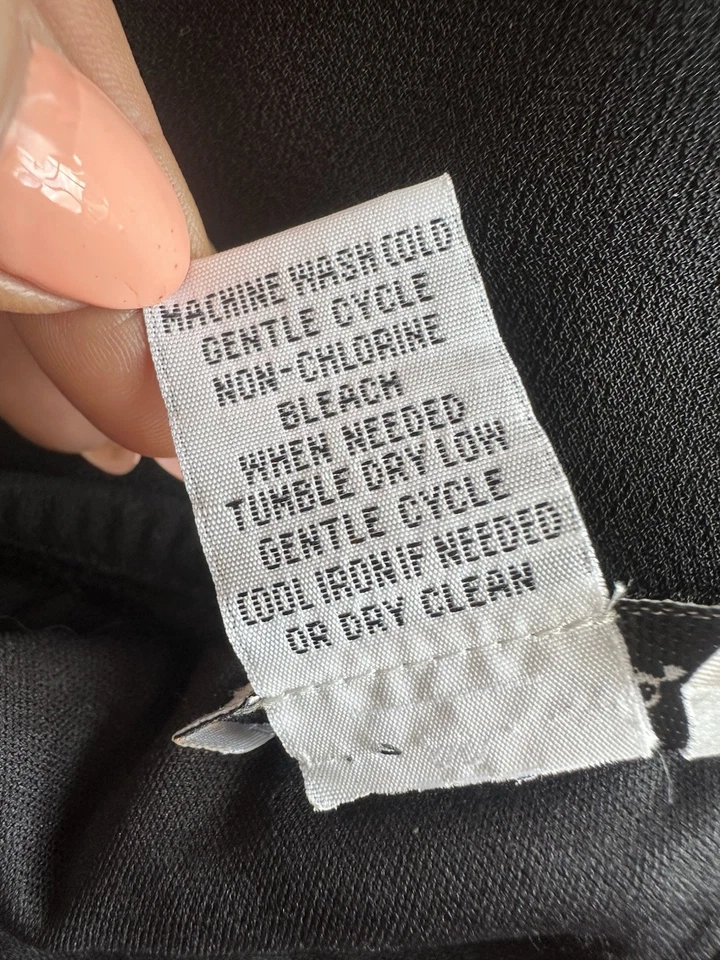 MACHINE WASH COLD
GENTLE CYCLE
NON-CHLORINE
BLEACH
WHEN NEEDED
TUMBLE DRY LOW
GENTLE CYCLE
COOL IRON IF NEEDED
OR DRY CLEAN